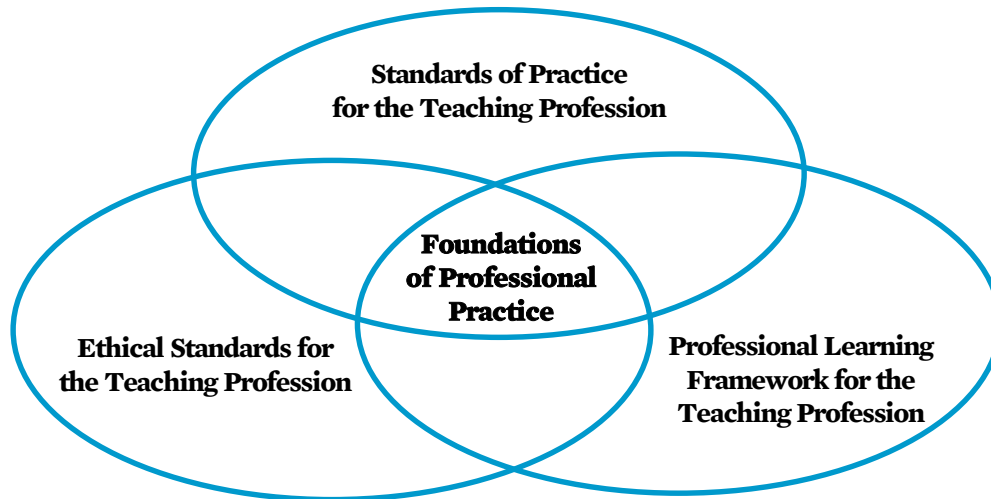 Standards of Practice
for the Teaching Profession
Foundations
of Professional
Practice
Ethical Standards for
the Teaching Profession
Professional Learning
Framework for the
Teaching Profession